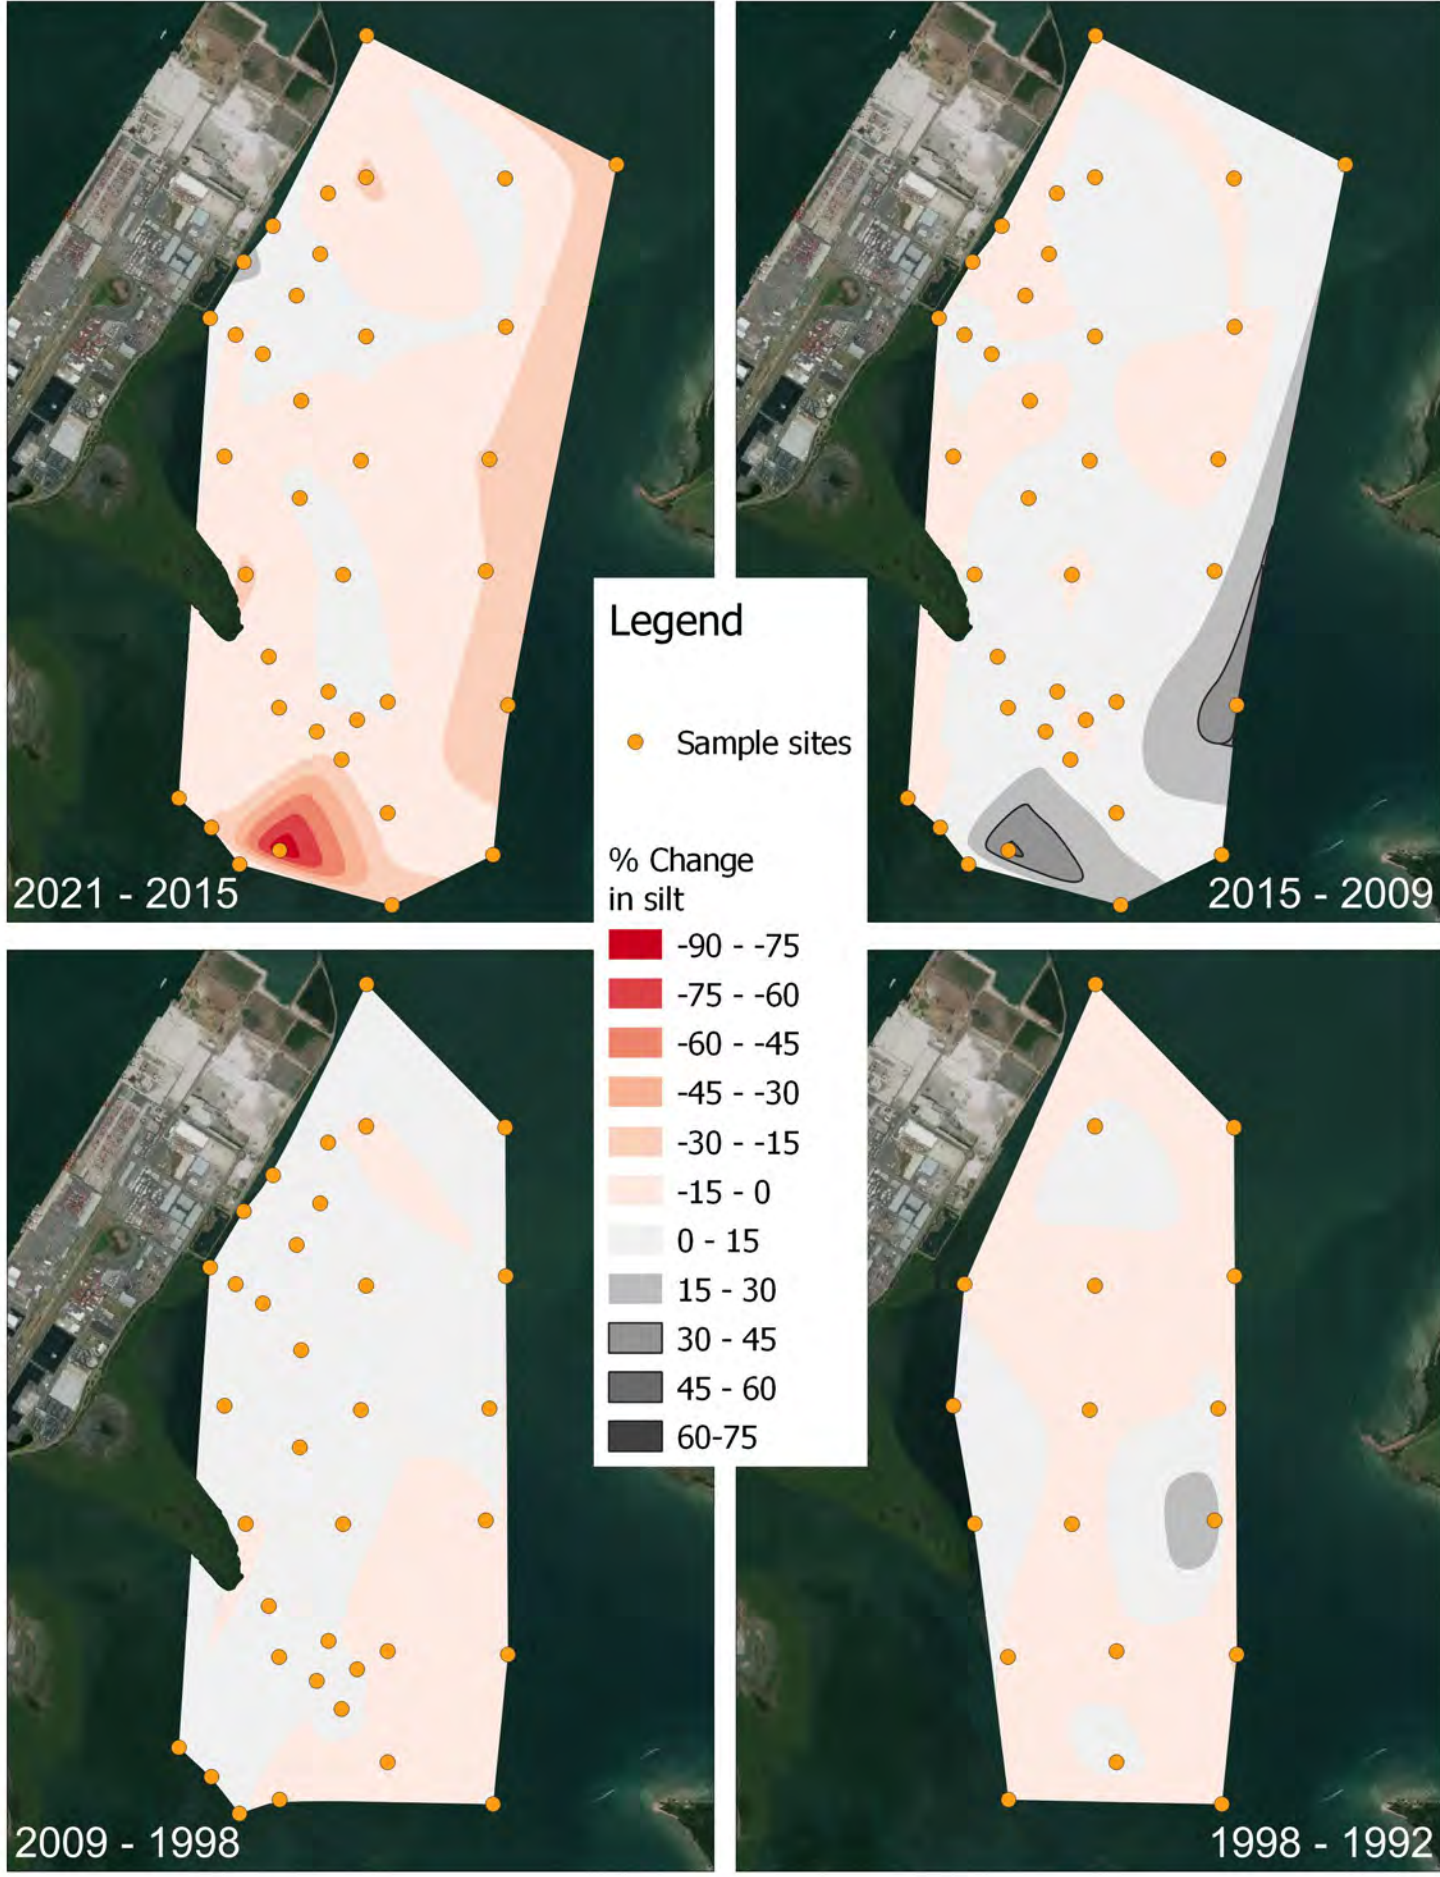 2021 - 2015
2015 - 2009
Legend
Sample sites
% Change
in silt
-90 - -75
-75 - -60
-60 - -45
-45 - -30
-30 - -15
-15 - 0
0 - 15
15 - 30
30 - 45
45 - 60
60-75
2009 - 1998
1998 - 1992